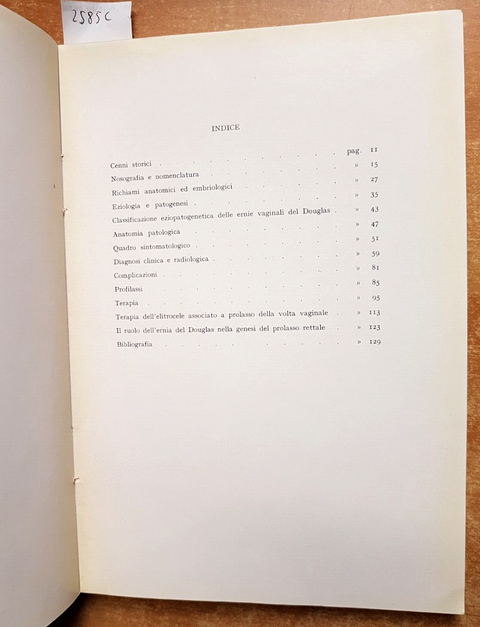 2585C
INDICE
Cenni storici . . . . . . . . pag. 11
Nosografia e nomenclatura . . . . . . » 15
Richiami anatomici ed embriologici . . . . . » 27
Eziologia e patogenesi . . . . . . » 35
Classificazione eziopatogenetica delle ernie vaginali del Douglas . » 43
Anatomia patologica . . . . . . » 47
Quadro sintomatologico . . . . . . » 51
Diagnosi clinica e radiologica . . . . . . » 59
Complicazioni . . . . . . . » 81
Profilassi . . . . . . . » 85
Terapia . . . . . . . . » 95
Terapia dell'elitrocele associato a prolasso della volta vaginale . » 113
Il ruolo dell'ernia del Douglas nella genesi del prolasso rettale . » 123
Bibliografia . . . . . . . » 129